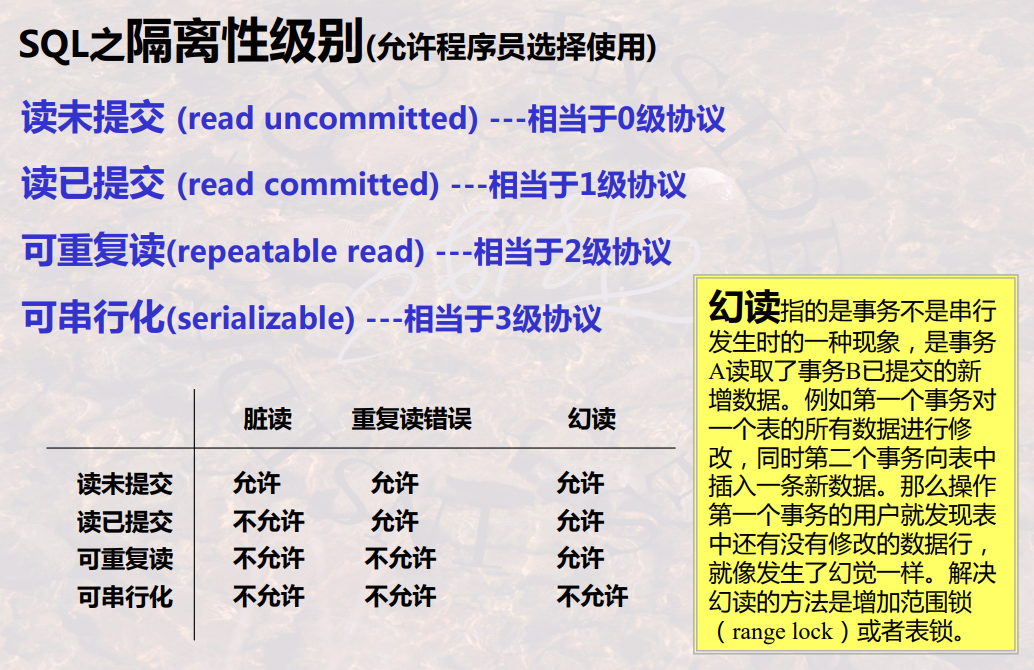 SQL之隔离性级别(允许程序员选择使用)
读未提交 (read uncommitted) ---相当于0级协议
读已提交 (read committed) ---相当于1级协议
可重复读(repeatable read) ---相当于2级协议
可串行化(serializable) ---相当于3级协议
脏读 重复读错误 幻读
读未提交 允许 允许 允许
读已提交 不允许 允许 允许
可重复读 不允许 不允许 允许
可串行化 不允许 不允许 不允许
幻读指的是事务不是串行
发生时的一种现象，是事务
A读取了事务B已提交的新
增数据。例如第一个事务对
一个表的所有数据进行修
改，同时第二个事务向表中
插入一条新数据。那么操作
第一个事务的用户就发现表
中还有没有修改的数据行，
就像发生了幻觉一样。解决
幻读的方法是增加范围锁
（range lock）或者表锁。